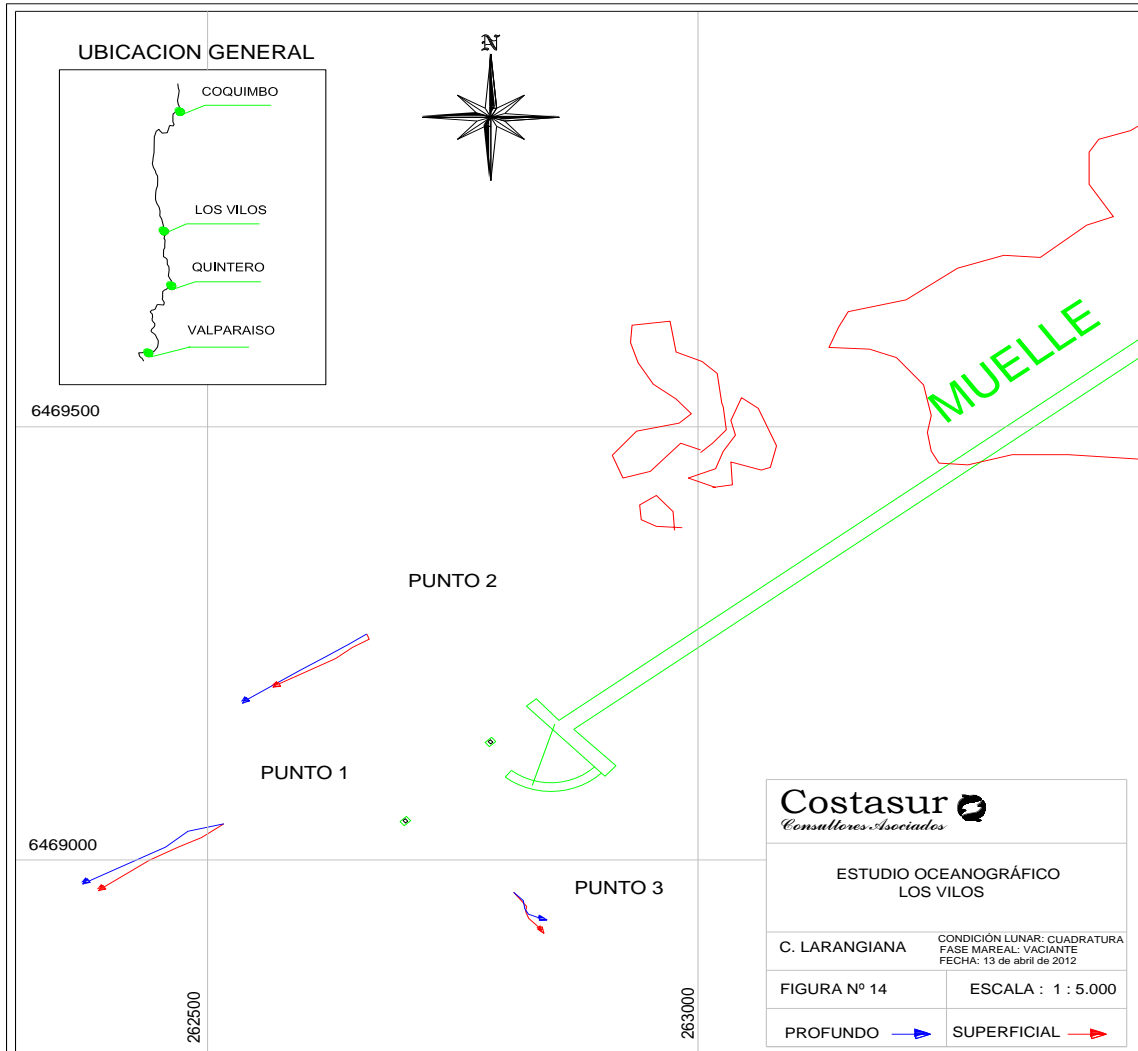 UBICACION GENERAL
N
COQUIMBO
LOS VILOS
QUINTERO
VALPARAISO
MUELLE
6469500
PUNTO 2
PUNTO 1
6469000
PUNTO 3
262500
263000
Costasur
Consultores Asociados
ESTUDIO OCEANOGRÁFICO
LOS VILOS
C. LARANGIANA
CONDICIÓN LUNAR: CUADRATURA
FASE MAREAL: VACIANTE
FECHA: 13 de abril de 2012
FIGURA Nº 14
ESCALA : 1 : 5.000
PROFUNDO
SUPERFICIAL